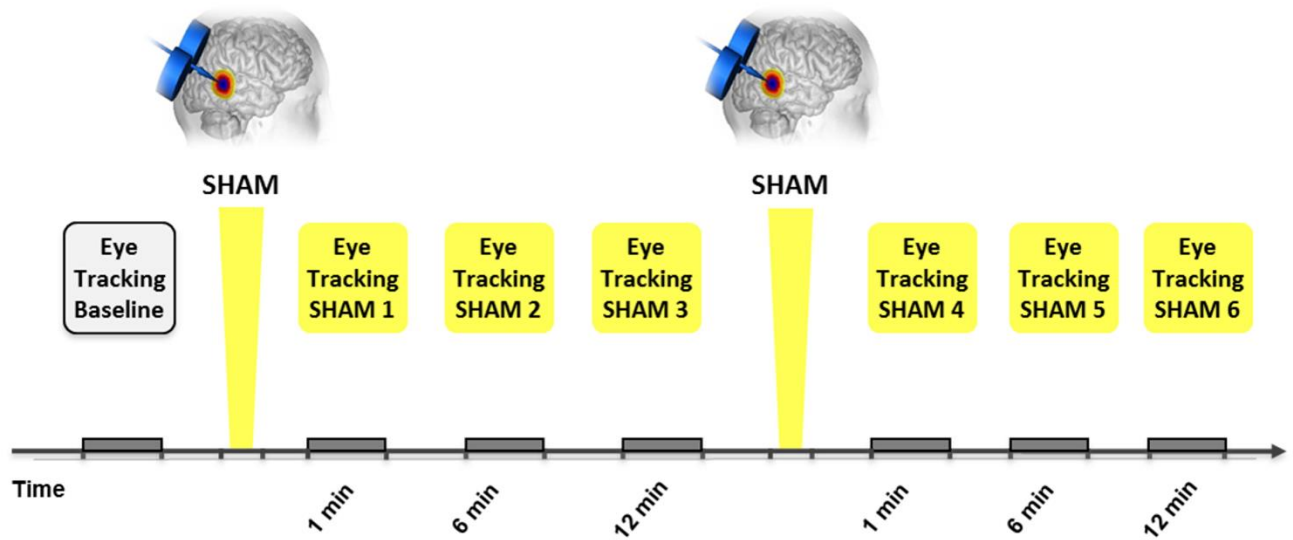 SHAM
SHAM
Eye
Tracking
Baseline
Eye
Tracking
SHAM 1
Eye
Tracking
SHAM 2
Eye
Tracking
SHAM 3
Eye
Tracking
SHAM 4
Eye
Tracking
SHAM 5
Eye
Tracking
SHAM 6
Time
1 min
6 min
12 min
1 min
6 min
12 min